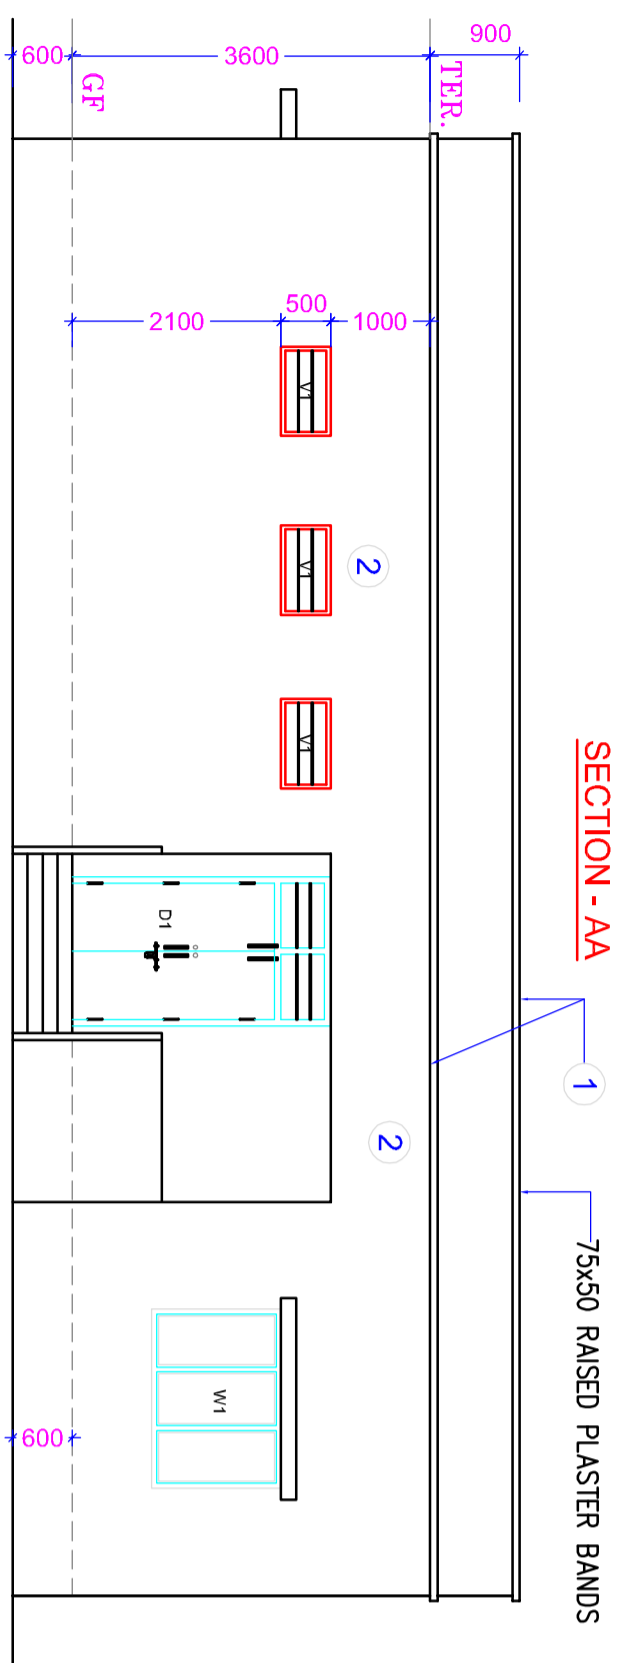 SECTION - AA
1
75x50 RAISED PLASTER BANDS
900
TER.
3600
GF
600
1000
500
2100
V1
V1
V1
2
2
D1
W1
600